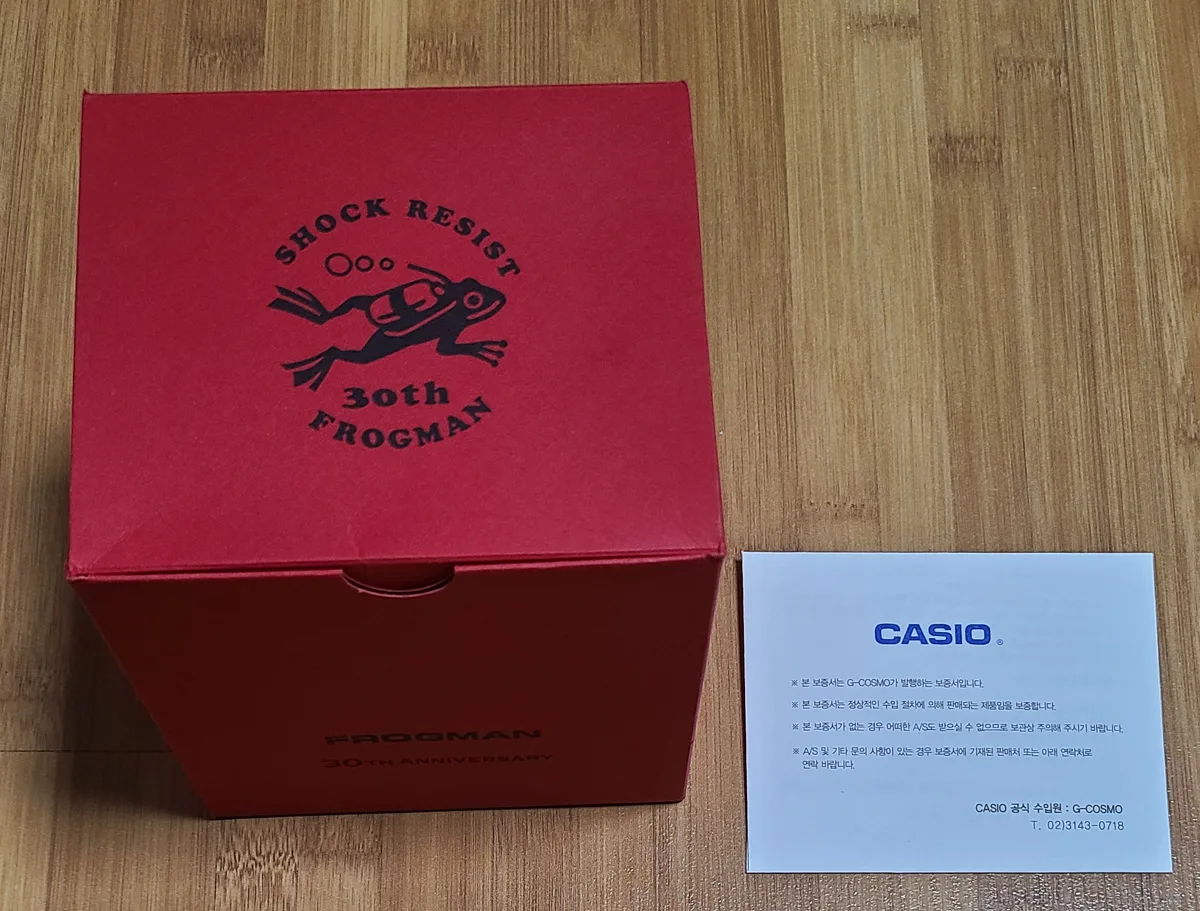 SHOCK RESIST
30th
FROGMAN
FROGMAN
30TH ANNIVERSARY
CASIO®
※ 본 보증서는 G-COSMO가 발행하는 보증서입니다.
※ 본 보증서는 정상적인 수입 절차에 의해 판매되는 제품임을 보증합니다.
※ 본 보증서가 없는 경우 어떠한 A/S도 받으실 수 없으므로 보관상 주의해 주시기 바랍니다.
※ A/S 및 기타 문의 사항이 있는 경우 보증서에 기재된 판매처 또는 아래 연락처로
연락 바랍니다.
CASIO 공식 수입원 : G-COSMO
T. 02)3143-0718